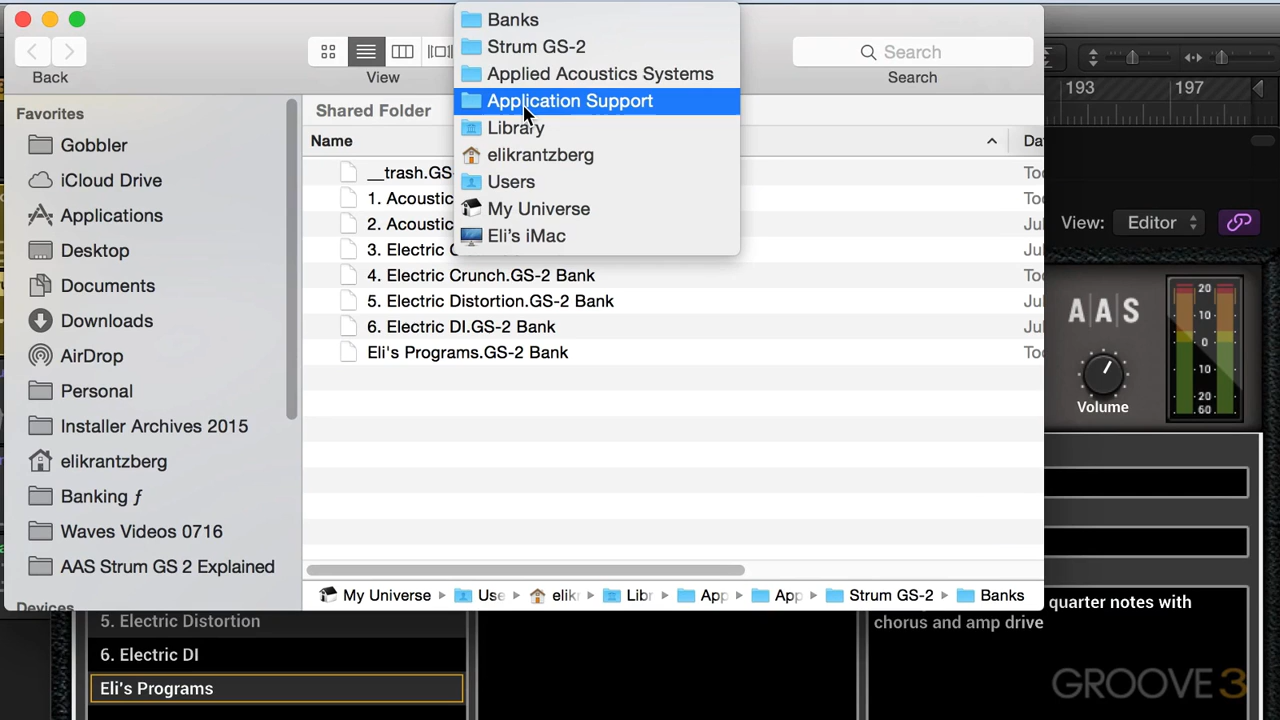 Banks
Strum GS-2
Applied Acoustics Systems
Application Support
Library
elikrantzberg
Users
My Universe
Eli's iMac
Back
View
Search
Search
193
197
Favorites
Gobbler
iCloud Drive
Applications
Desktop
Documents
Downloads
AirDrop
Personal
Installer Archives 2015
elikrantzberg
Banking ƒ
Waves Videos 0716
AAS Strum GS 2 Explained
Devices
Shared Folder
Name
Da
__trash.GS-
1. Acoustic
2. Acoustic
3. Electric C
4. Electric Crunch.GS-2 Bank
5. Electric Distortion.GS-2 Bank
6. Electric DI.GS-2 Bank
Eli's Programs.GS-2 Bank
Too
Jul
Jul
Too
Jul
Jul
Too
My Universe
Use
elik
Libr
App
App
Strum GS-2
Banks
View: Editor
AAS
Volume
20
10
0
10
20
60
5. Electric Distortion
6. Electric DI
Eli's Programs
quarter notes with
chorus and amp drive
GROOVE 3